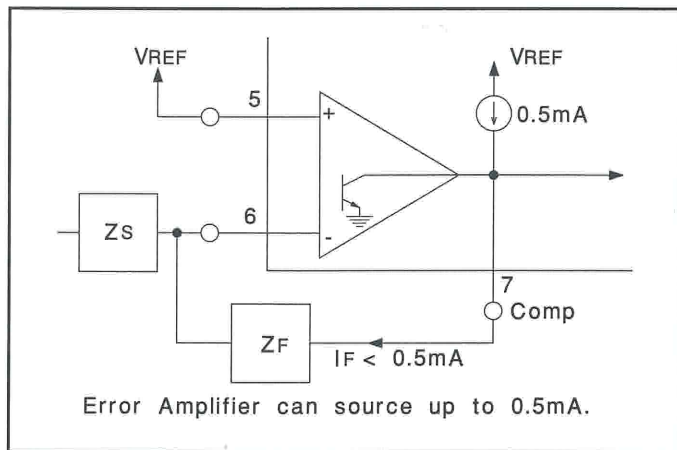 VREF
5
+
VREF
0.5mA
ZS
6
-
7
Comp
ZF
IF < 0.5mA
Error Amplifier can source up to 0.5mA.